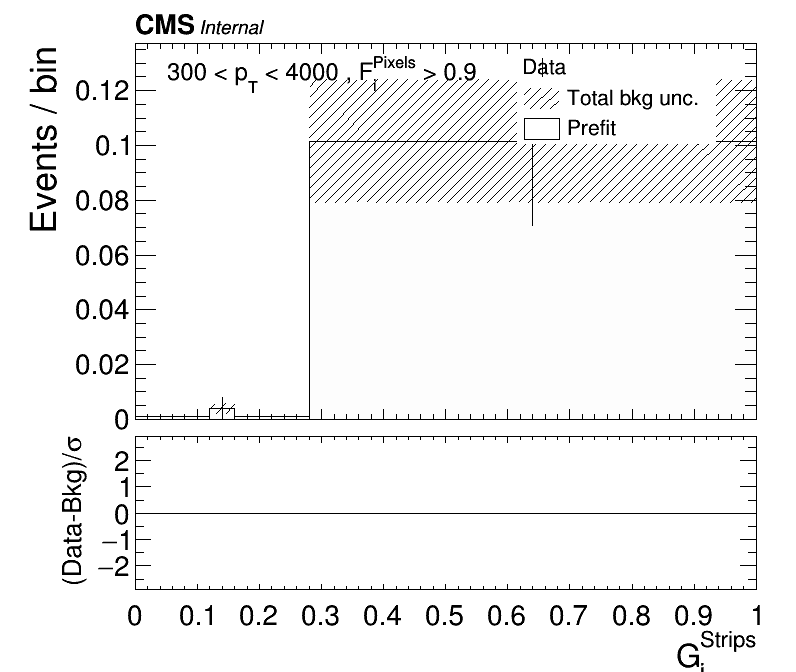 CMS Internal
300 < p_T < 4000 , F_i^Pixels > 0.9
Data
Total bkg unc.
Prefit
Events / bin
0.12
0.1
0.08
0.06
0.04
0.02
0
(Data-Bkg)/σ
2
1
0
−1
−2
0 0.1 0.2 0.3 0.4 0.5 0.6 0.7 0.8 0.9 1
G_i^Strips